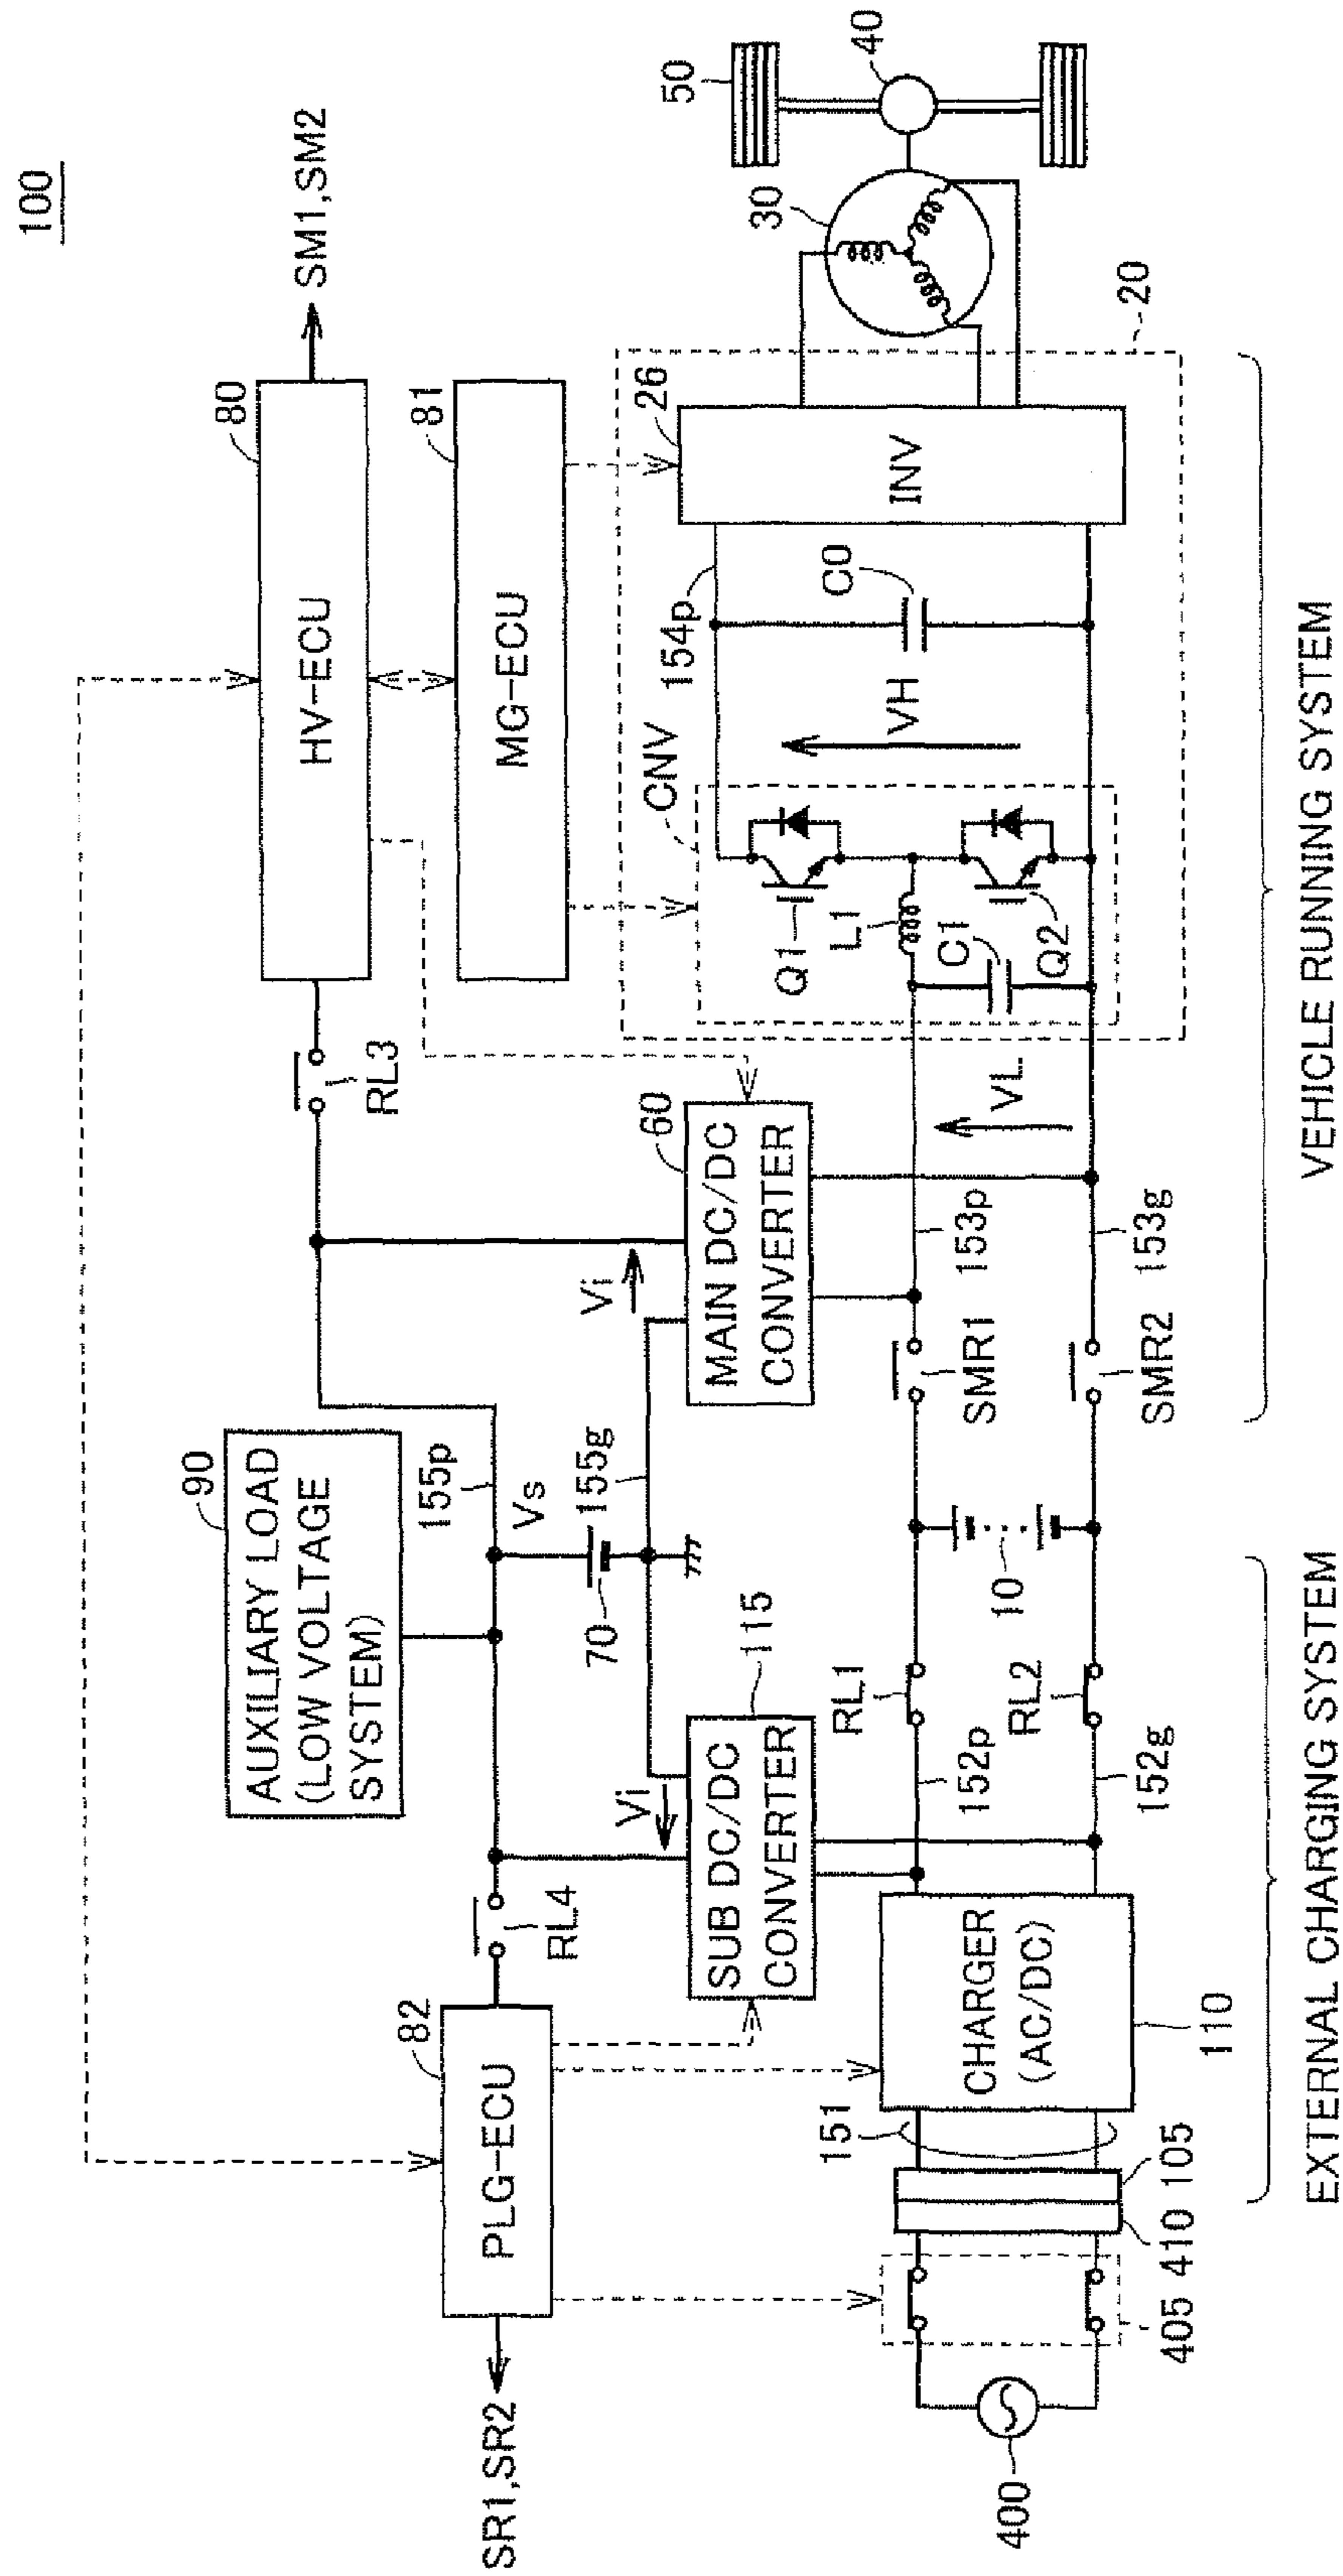 100
SM1,SM2
80
HV-ECU
RL3
81
MG-ECU
90
AUXILIARY LOAD
(LOW VOLTAGE
SYSTEM)
155p
Vs
70
155g
Vi
Vi
82
PLG-ECU
RL4
SR1,SR2
115
SUB DC/DC
CONVERTER
60
MAIN DC/DC
CONVERTER
CNV
154p
26
INV
20
30
50
40
Q1
L1
C1
Q2
VH
C0
VL
153p
153g
SMR1
SMR2
10
RL1
RL2
152p
152g
CHARGER
(AC/DC)
110
151
105
410
405
400
EXTERNAL CHARGING SYSTEM
VEHICLE RUNNING SYSTEM